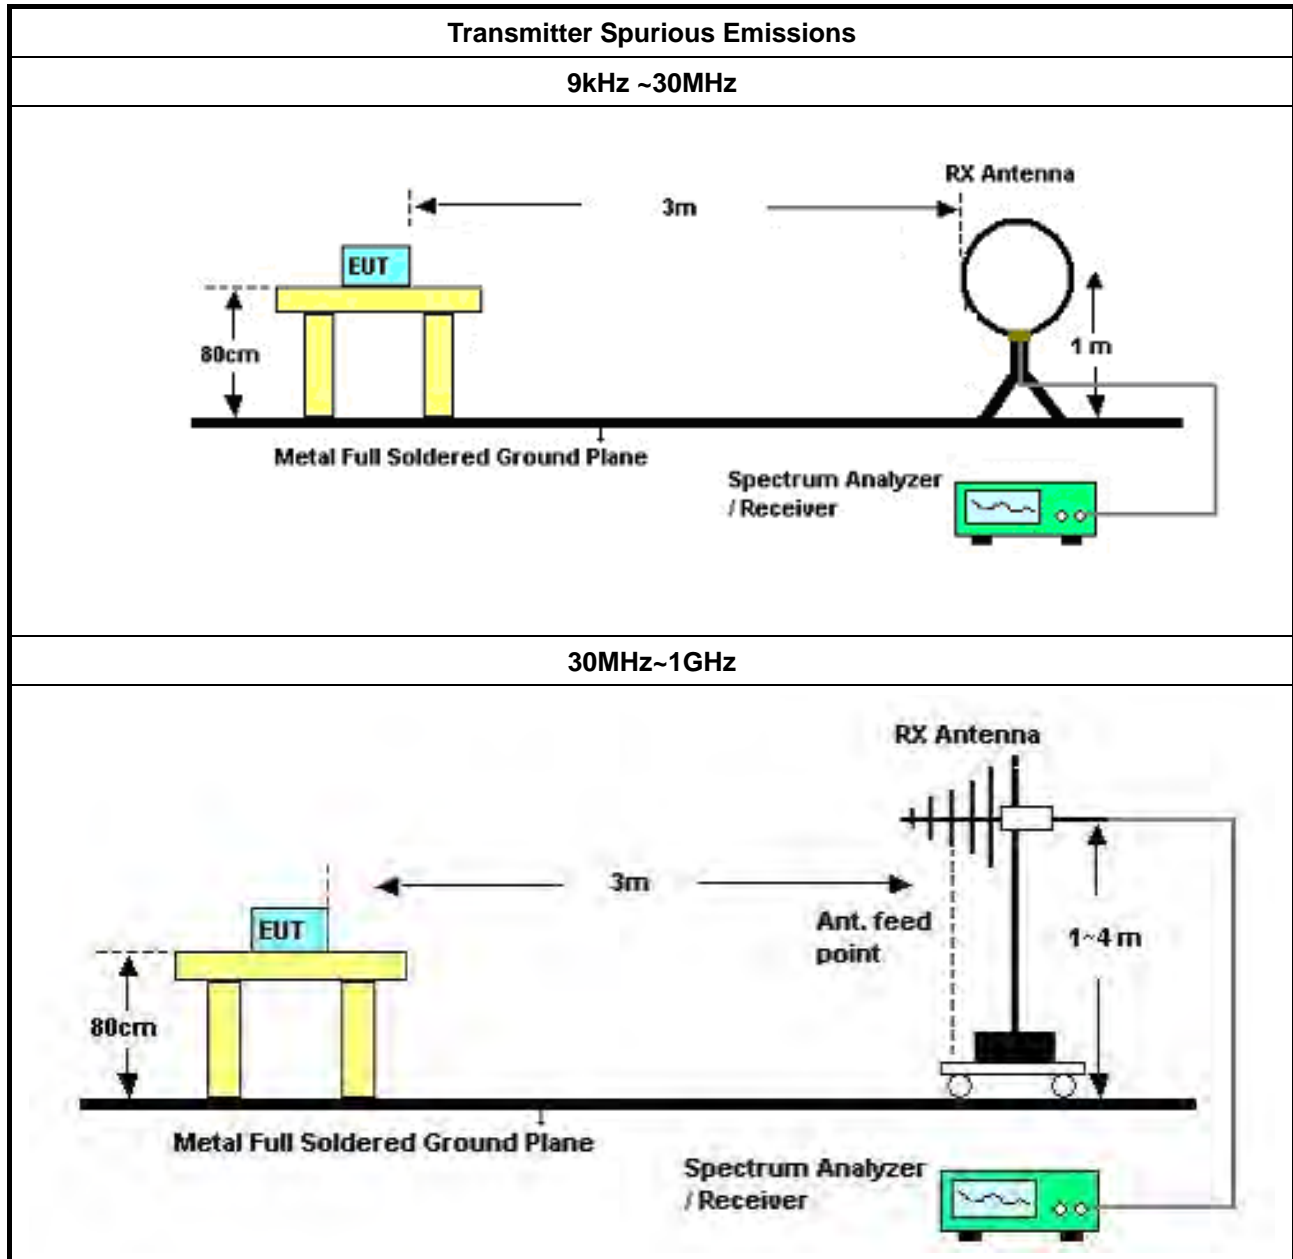 Transmitter Spurious Emissions
9kHz ~30MHz
RX Antenna
3m
EUT
80cm
1 m
Metal Full Soldered Ground Plane
Spectrum Analyzer
/ Receiver
30MHz~1GHz
RX Antenna
3m
EUT
Ant. feed
point
1~4 m
80cm
Metal Full Soldered Ground Plane
Spectrum Analyzer
/ Receiver